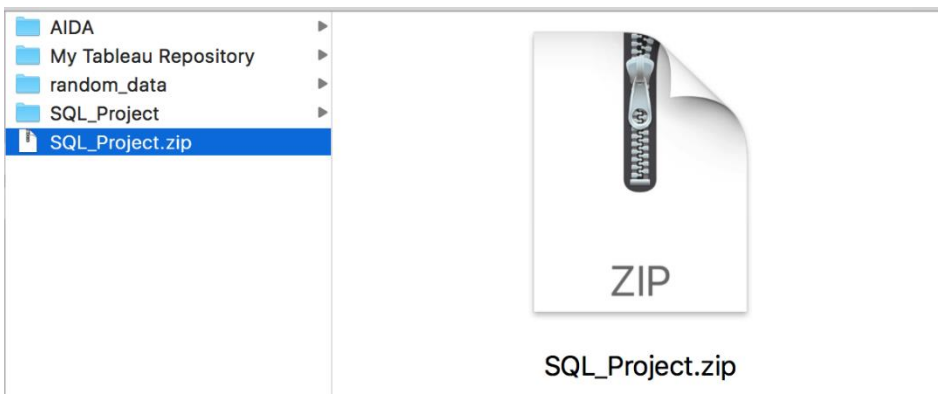 AIDA
My Tableau Repository
random_data
SQL_Project
SQL_Project.zip
ZIP
SQL_Project.zip